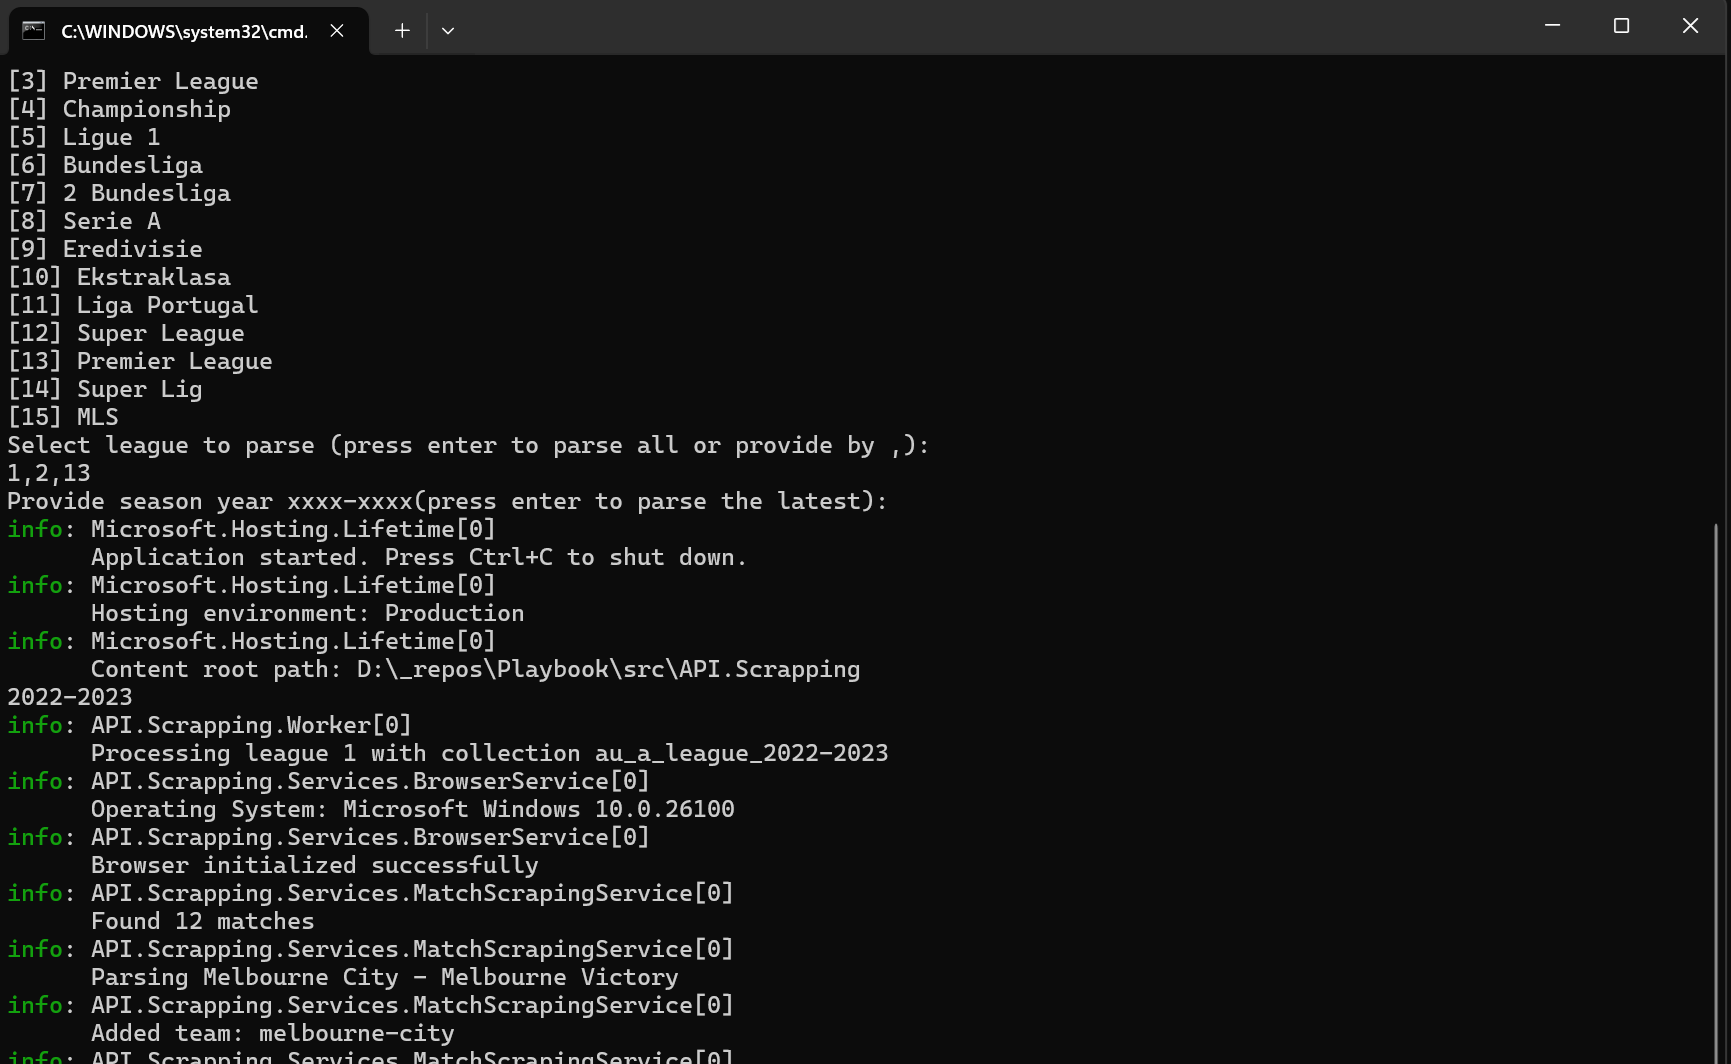 C:\WINDOWS\system32\cmd.
[3] Premier League
[4] Championship
[5] Ligue 1
[6] Bundesliga
[7] 2 Bundesliga
[8] Serie A
[9] Eredivisie
[10] Ekstraklasa
[11] Liga Portugal
[12] Super League
[13] Premier League
[14] Super Lig
[15] MLS
Select league to parse (press enter to parse all or provide by ,):
1,2,13
Provide season year xxxx-xxxx(press enter to parse the latest):
info: Microsoft.Hosting.Lifetime[0]
      Application started. Press Ctrl+C to shut down.
info: Microsoft.Hosting.Lifetime[0]
      Hosting environment: Production
info: Microsoft.Hosting.Lifetime[0]
      Content root path: D:\_repos\Playbook\src\API.Scrapping
2022-2023
info: API.Scrapping.Worker[0]
      Processing league 1 with collection au_a_league_2022-2023
info: API.Scrapping.Services.BrowserService[0]
      Operating System: Microsoft Windows 10.0.26100
info: API.Scrapping.Services.BrowserService[0]
      Browser initialized successfully
info: API.Scrapping.Services.MatchScrapingService[0]
      Found 12 matches
info: API.Scrapping.Services.MatchScrapingService[0]
      Parsing Melbourne City - Melbourne Victory
info: API.Scrapping.Services.MatchScrapingService[0]
      Added team: melbourne-city
info: API.Scrapping.Services.MatchScrapingService[0]